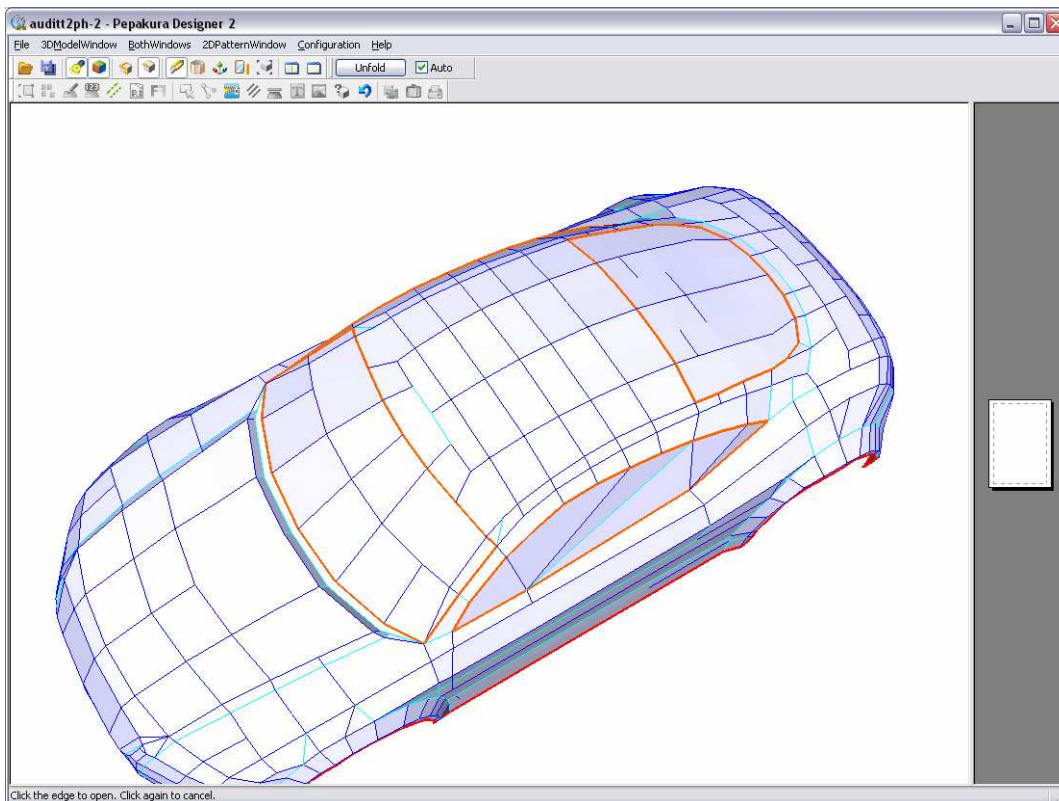 auditt2ph-2 - Pepakura Designer 2
File 3DModelWindow BothWindows 2DPatternWindow Configuration Help
Unfold Auto
Click the edge to open. Click again to cancel.